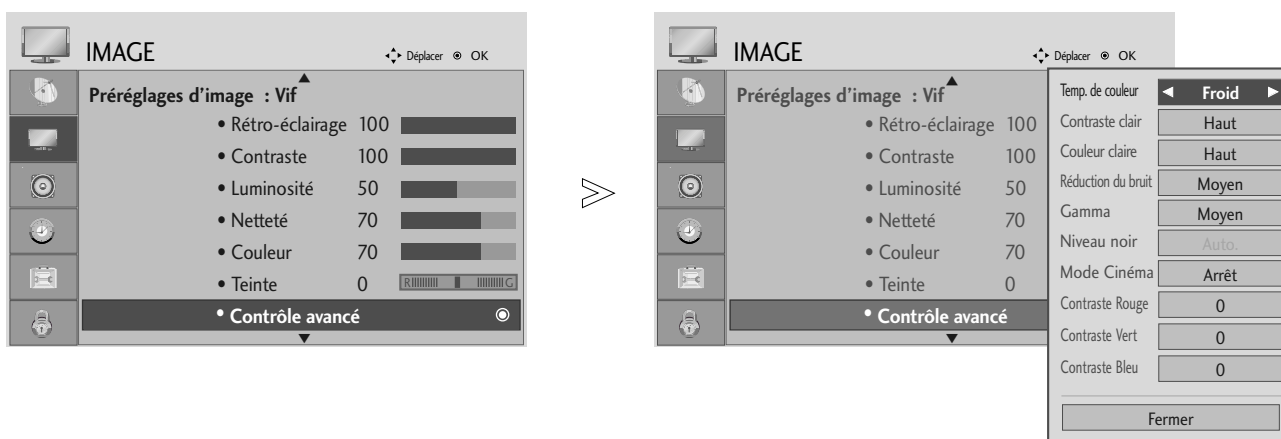 IMAGE
Déplacer OK
Préréglages d'image : Vif
• Rétro-éclairage 100
• Contraste 100
• Luminosité 50
• Netteté 70
• Couleur 70
• Teinte 0 R G
• Contrôle avancé
IMAGE
Déplacer OK
Préréglages d'image : Vif
• Rétro-éclairage 100
• Contraste 100
• Luminosité 50
• Netteté 70
• Couleur 70
• Teinte 0
• Contrôle avancé
Temp. de couleur Froid
Contraste clair Haut
Couleur claire Haut
Réduction du bruit Moyen
Gamma Moyen
Niveau noir Auto.
Mode Cinéma Arrêt
Contraste Rouge 0
Contraste Vert 0
Contraste Bleu 0
Fermer